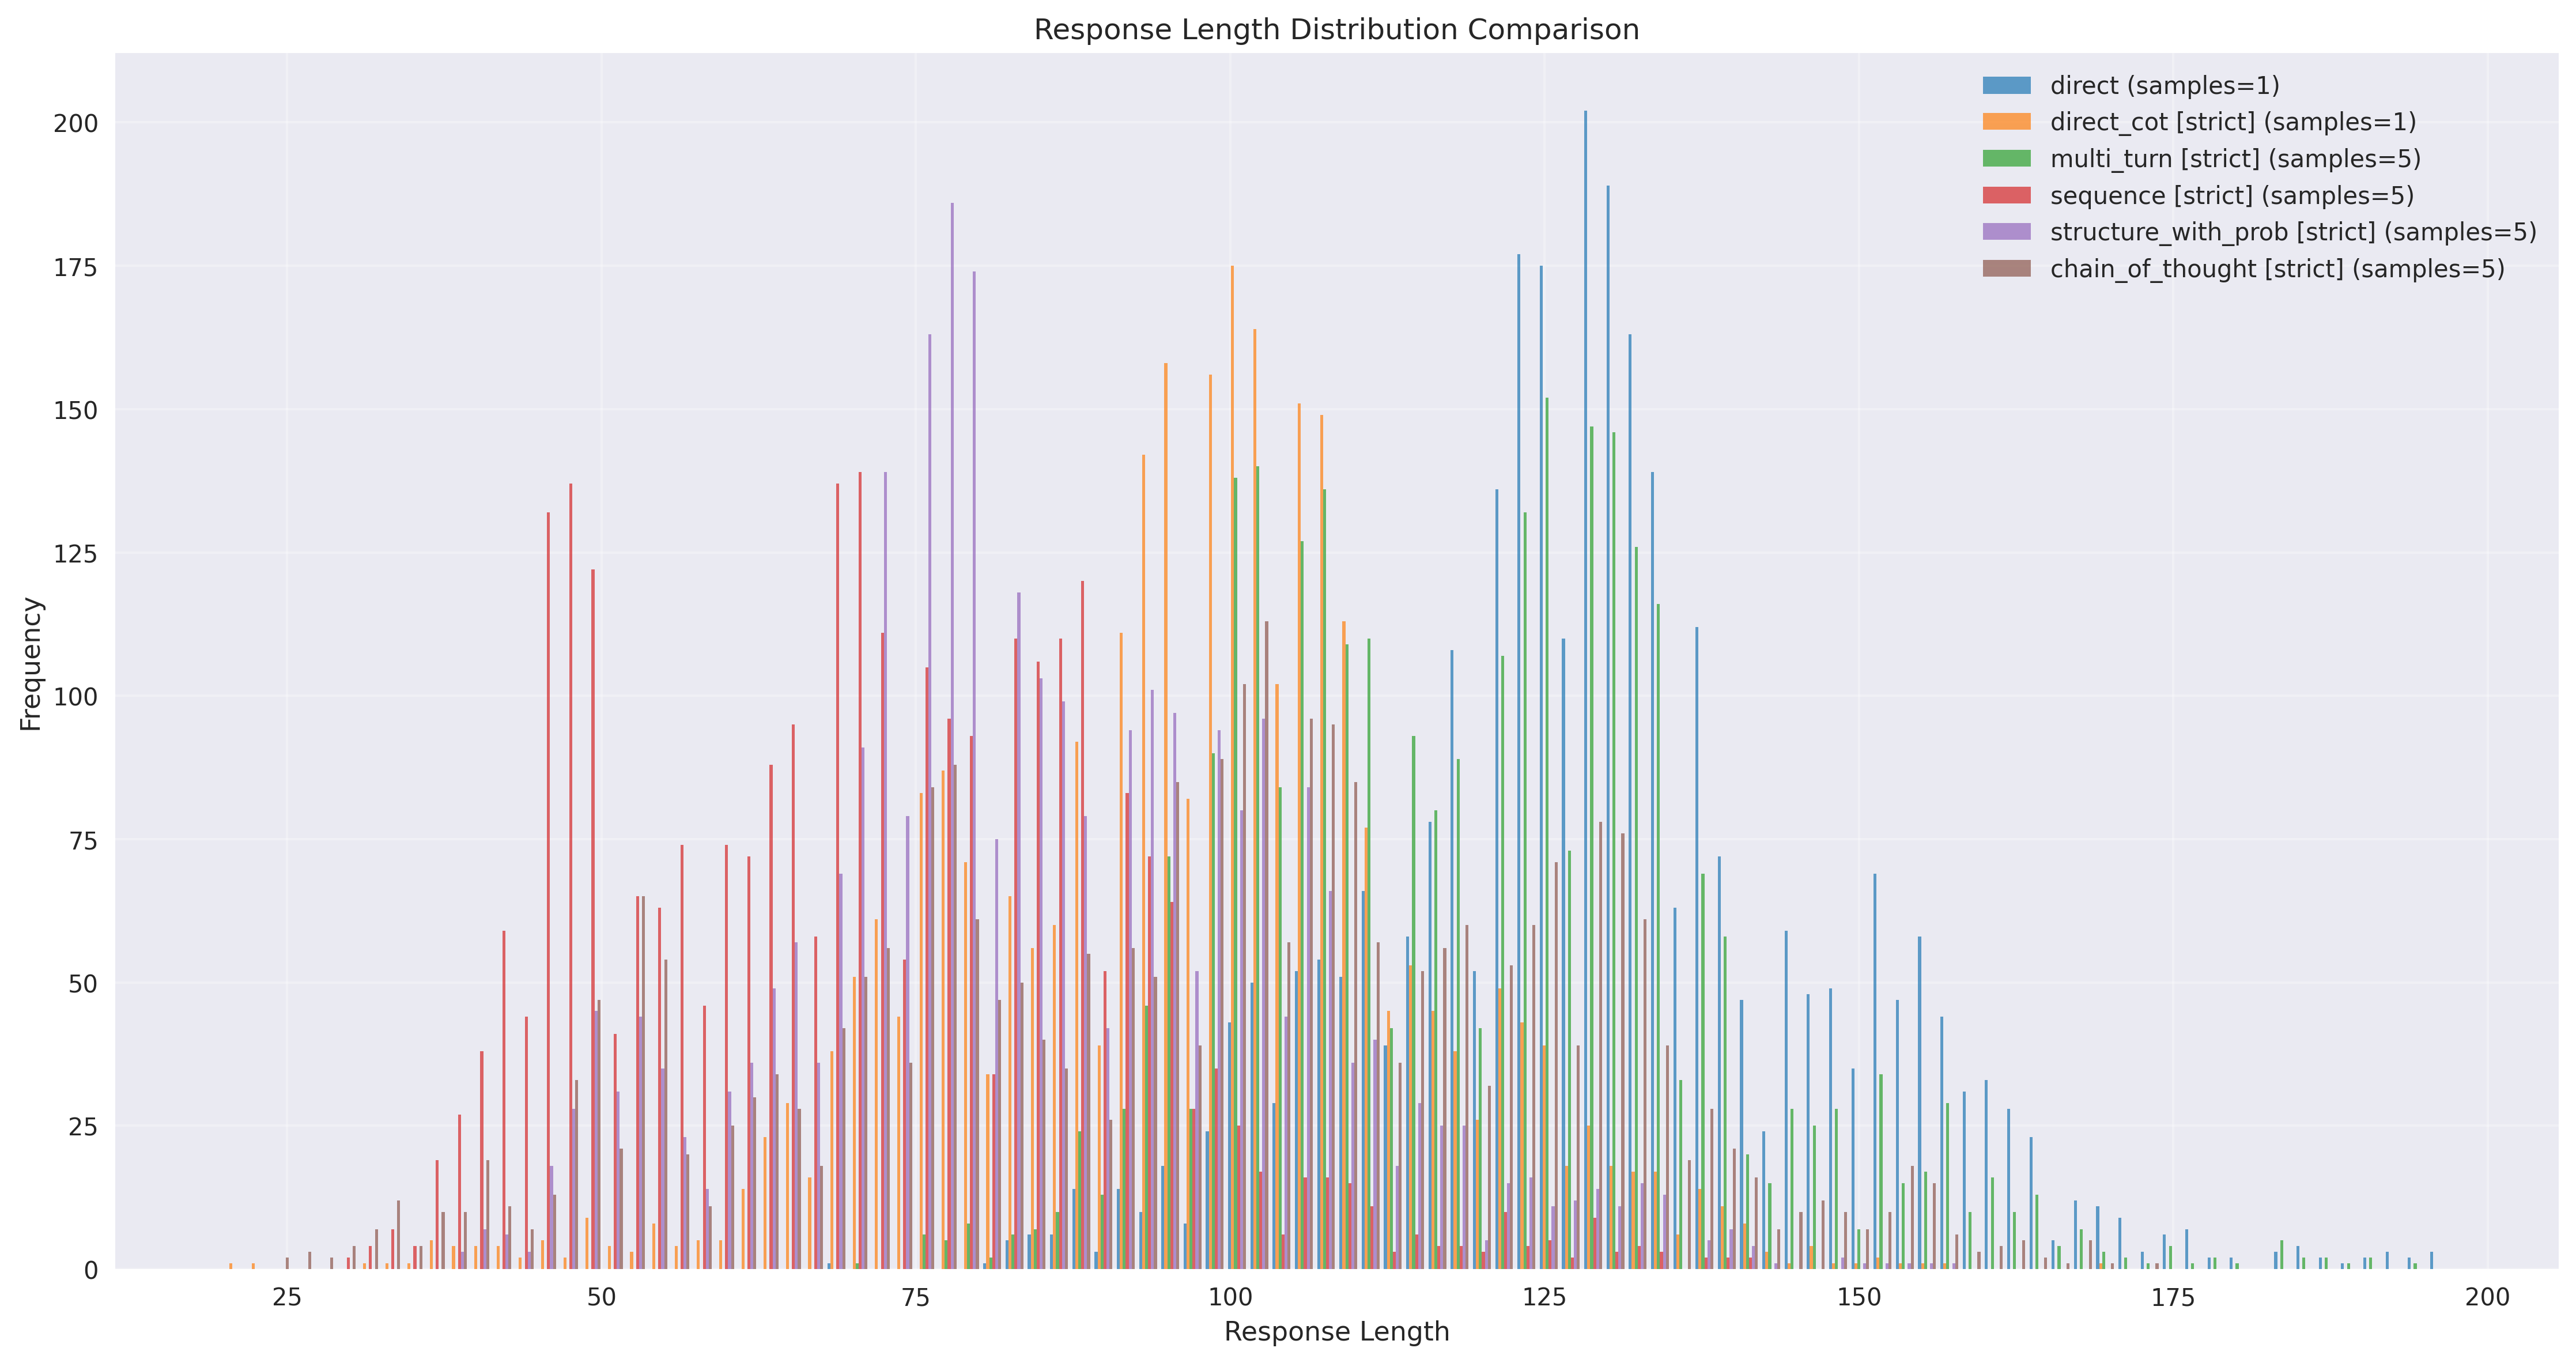 Response Length Distribution Comparison
direct (samples=1)
direct_cot [strict] (samples=1)
multi_turn [strict] (samples=5)
sequence [strict] (samples=5)
structure_with_prob [strict] (samples=5)
chain_of_thought [strict] (samples=5)
Frequency
200
175
150
125
100
75
50
25
0
25 50 75 100 125 150 175 200
Response Length